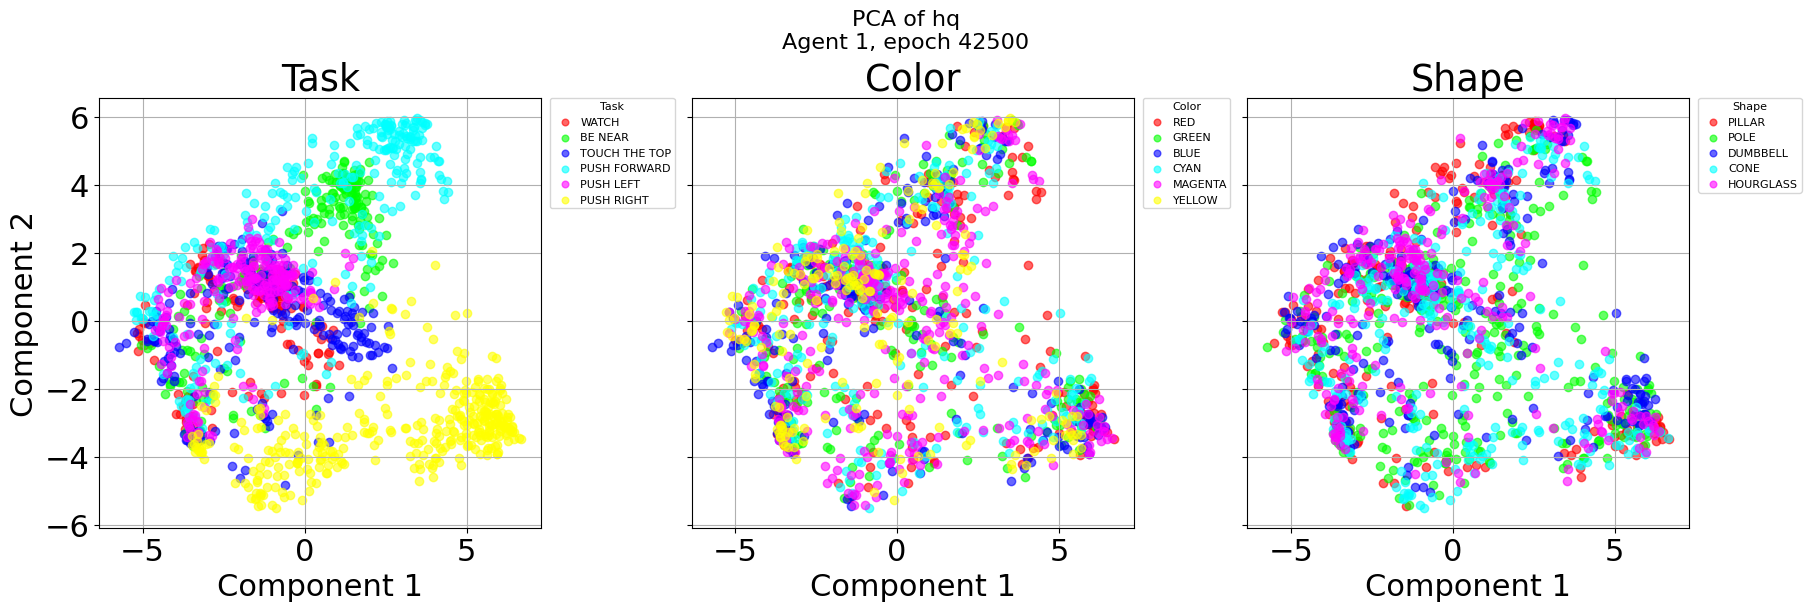 PCA of hq
Agent 1, epoch 42500
Task
Color
Shape
Task
WATCH
BE NEAR
TOUCH THE TOP
PUSH FORWARD
PUSH LEFT
PUSH RIGHT
Color
RED
GREEN
BLUE
CYAN
MAGENTA
YELLOW
Shape
PILLAR
POLE
DUMBBELL
CONE
HOURGLASS
Component 2
6
4
2
0
−2
−4
−6
−5 0 5
−5 0 5
−5 0 5
Component 1
Component 1
Component 1